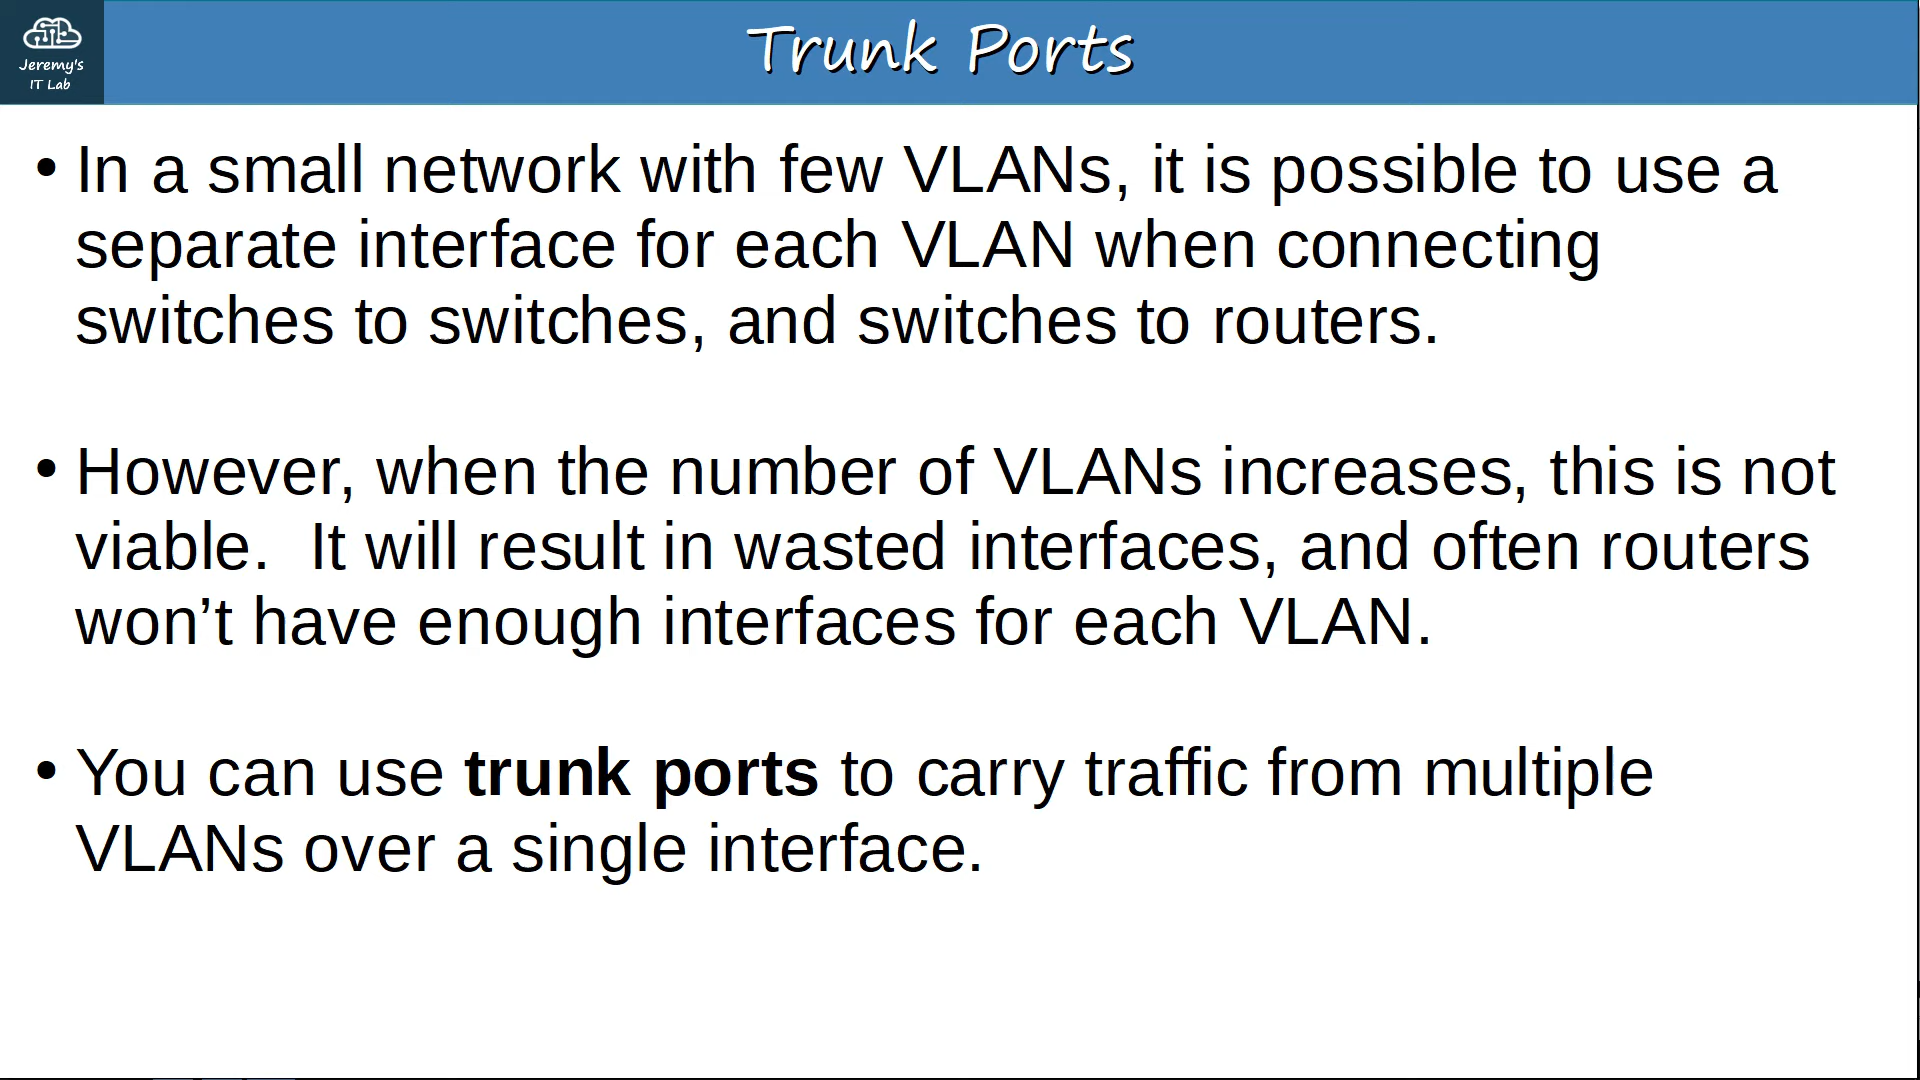 Jeremy's
IT Lab
Trunk Ports
• In a small network with few VLANs, it is possible to use a
separate interface for each VLAN when connecting
switches to switches, and switches to routers.
• However, when the number of VLANs increases, this is not
viable.  It will result in wasted interfaces, and often routers
won’t have enough interfaces for each VLAN.
• You can use trunk ports to carry traffic from multiple
VLANs over a single interface.